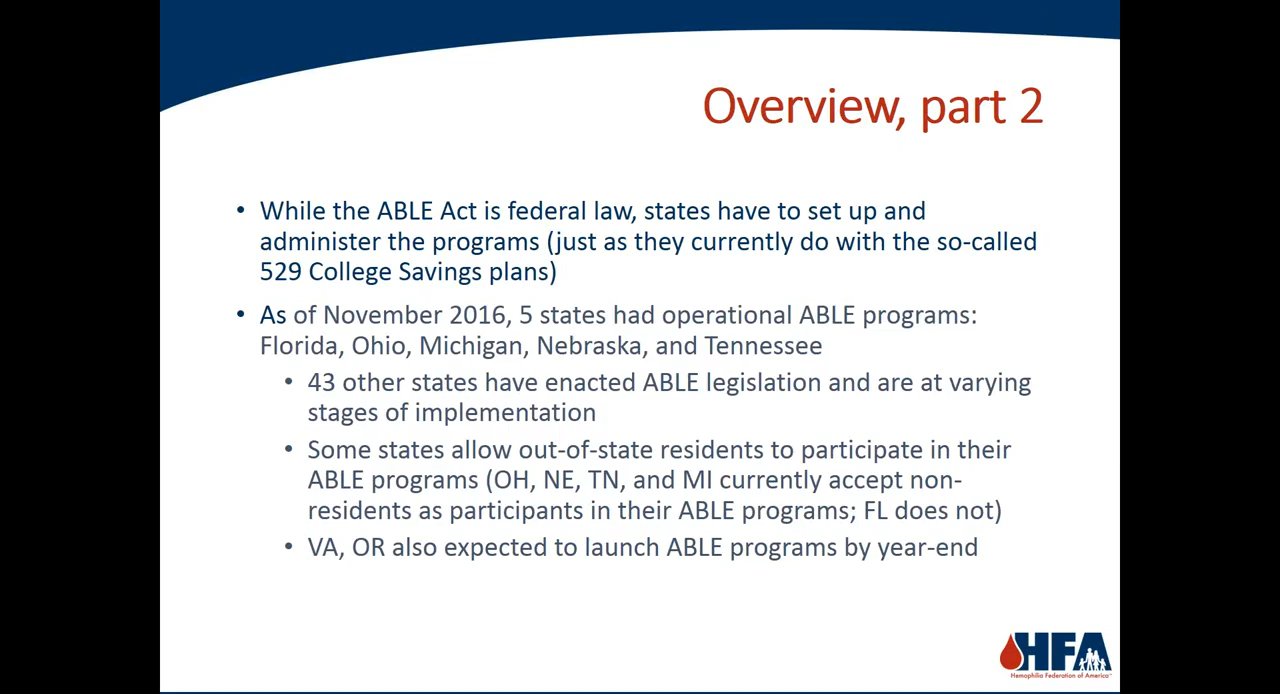 Overview, part 2
• While the ABLE Act is federal law, states have to set up and
administer the programs (just as they currently do with the so-called
529 College Savings plans)
• As of November 2016, 5 states had operational ABLE programs:
Florida, Ohio, Michigan, Nebraska, and Tennessee
• 43 other states have enacted ABLE legislation and are at varying
stages of implementation
• Some states allow out-of-state residents to participate in their
ABLE programs (OH, NE, TN, and MI currently accept non-
residents as participants in their ABLE programs; FL does not)
• VA, OR also expected to launch ABLE programs by year-end
HFA
Hemophilia Federation of America